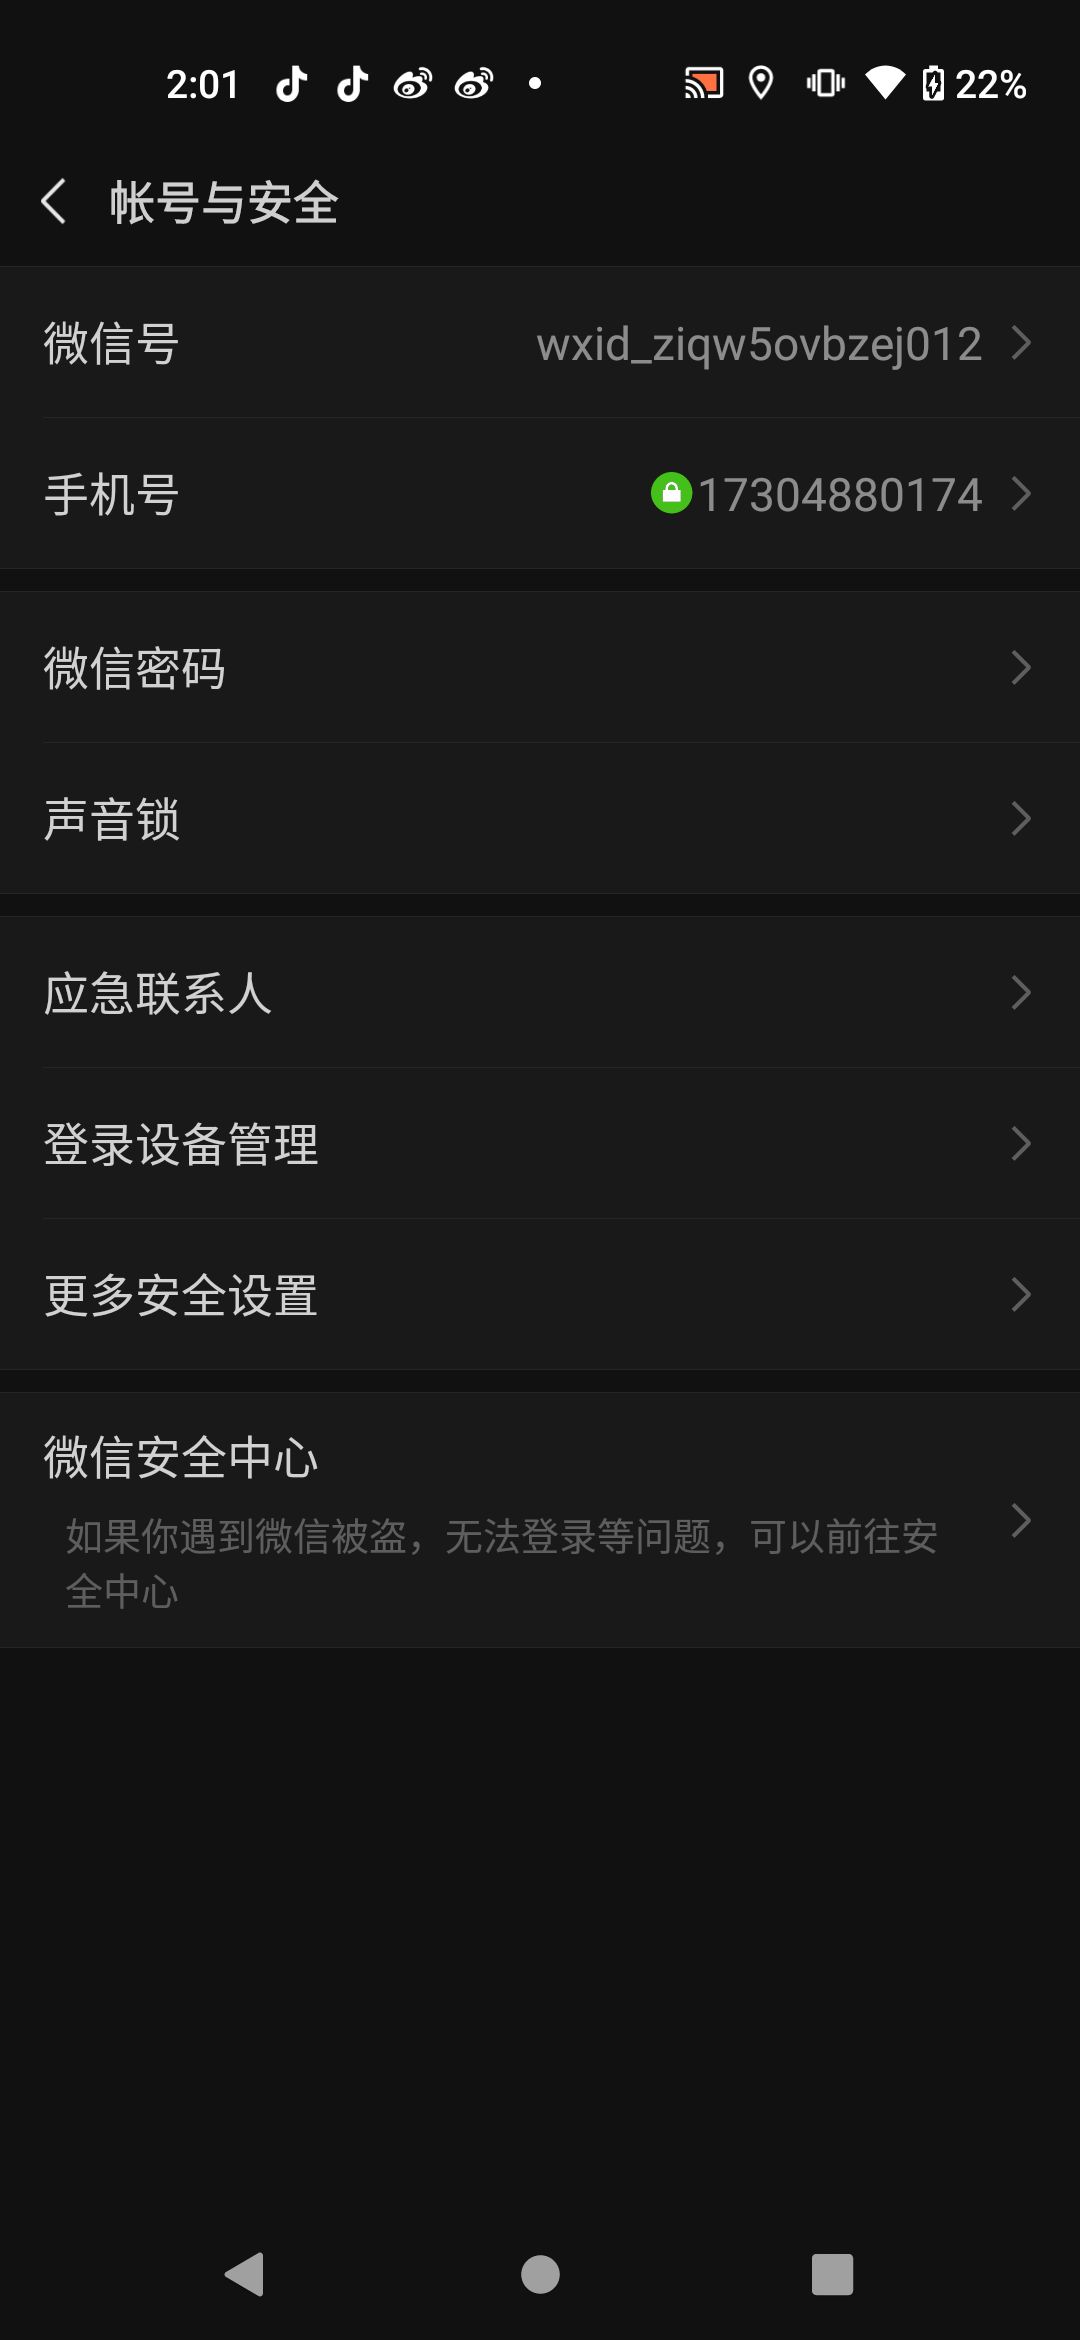 2:01
22%
帐号与安全
微信号
wxid_ziqw5ovbzej012
手机号
17304880174
微信密码
声音锁
应急联系人
登录设备管理
更多安全设置
微信安全中心
如果你遇到微信被盗，无法登录等问题，可以前往安
全中心